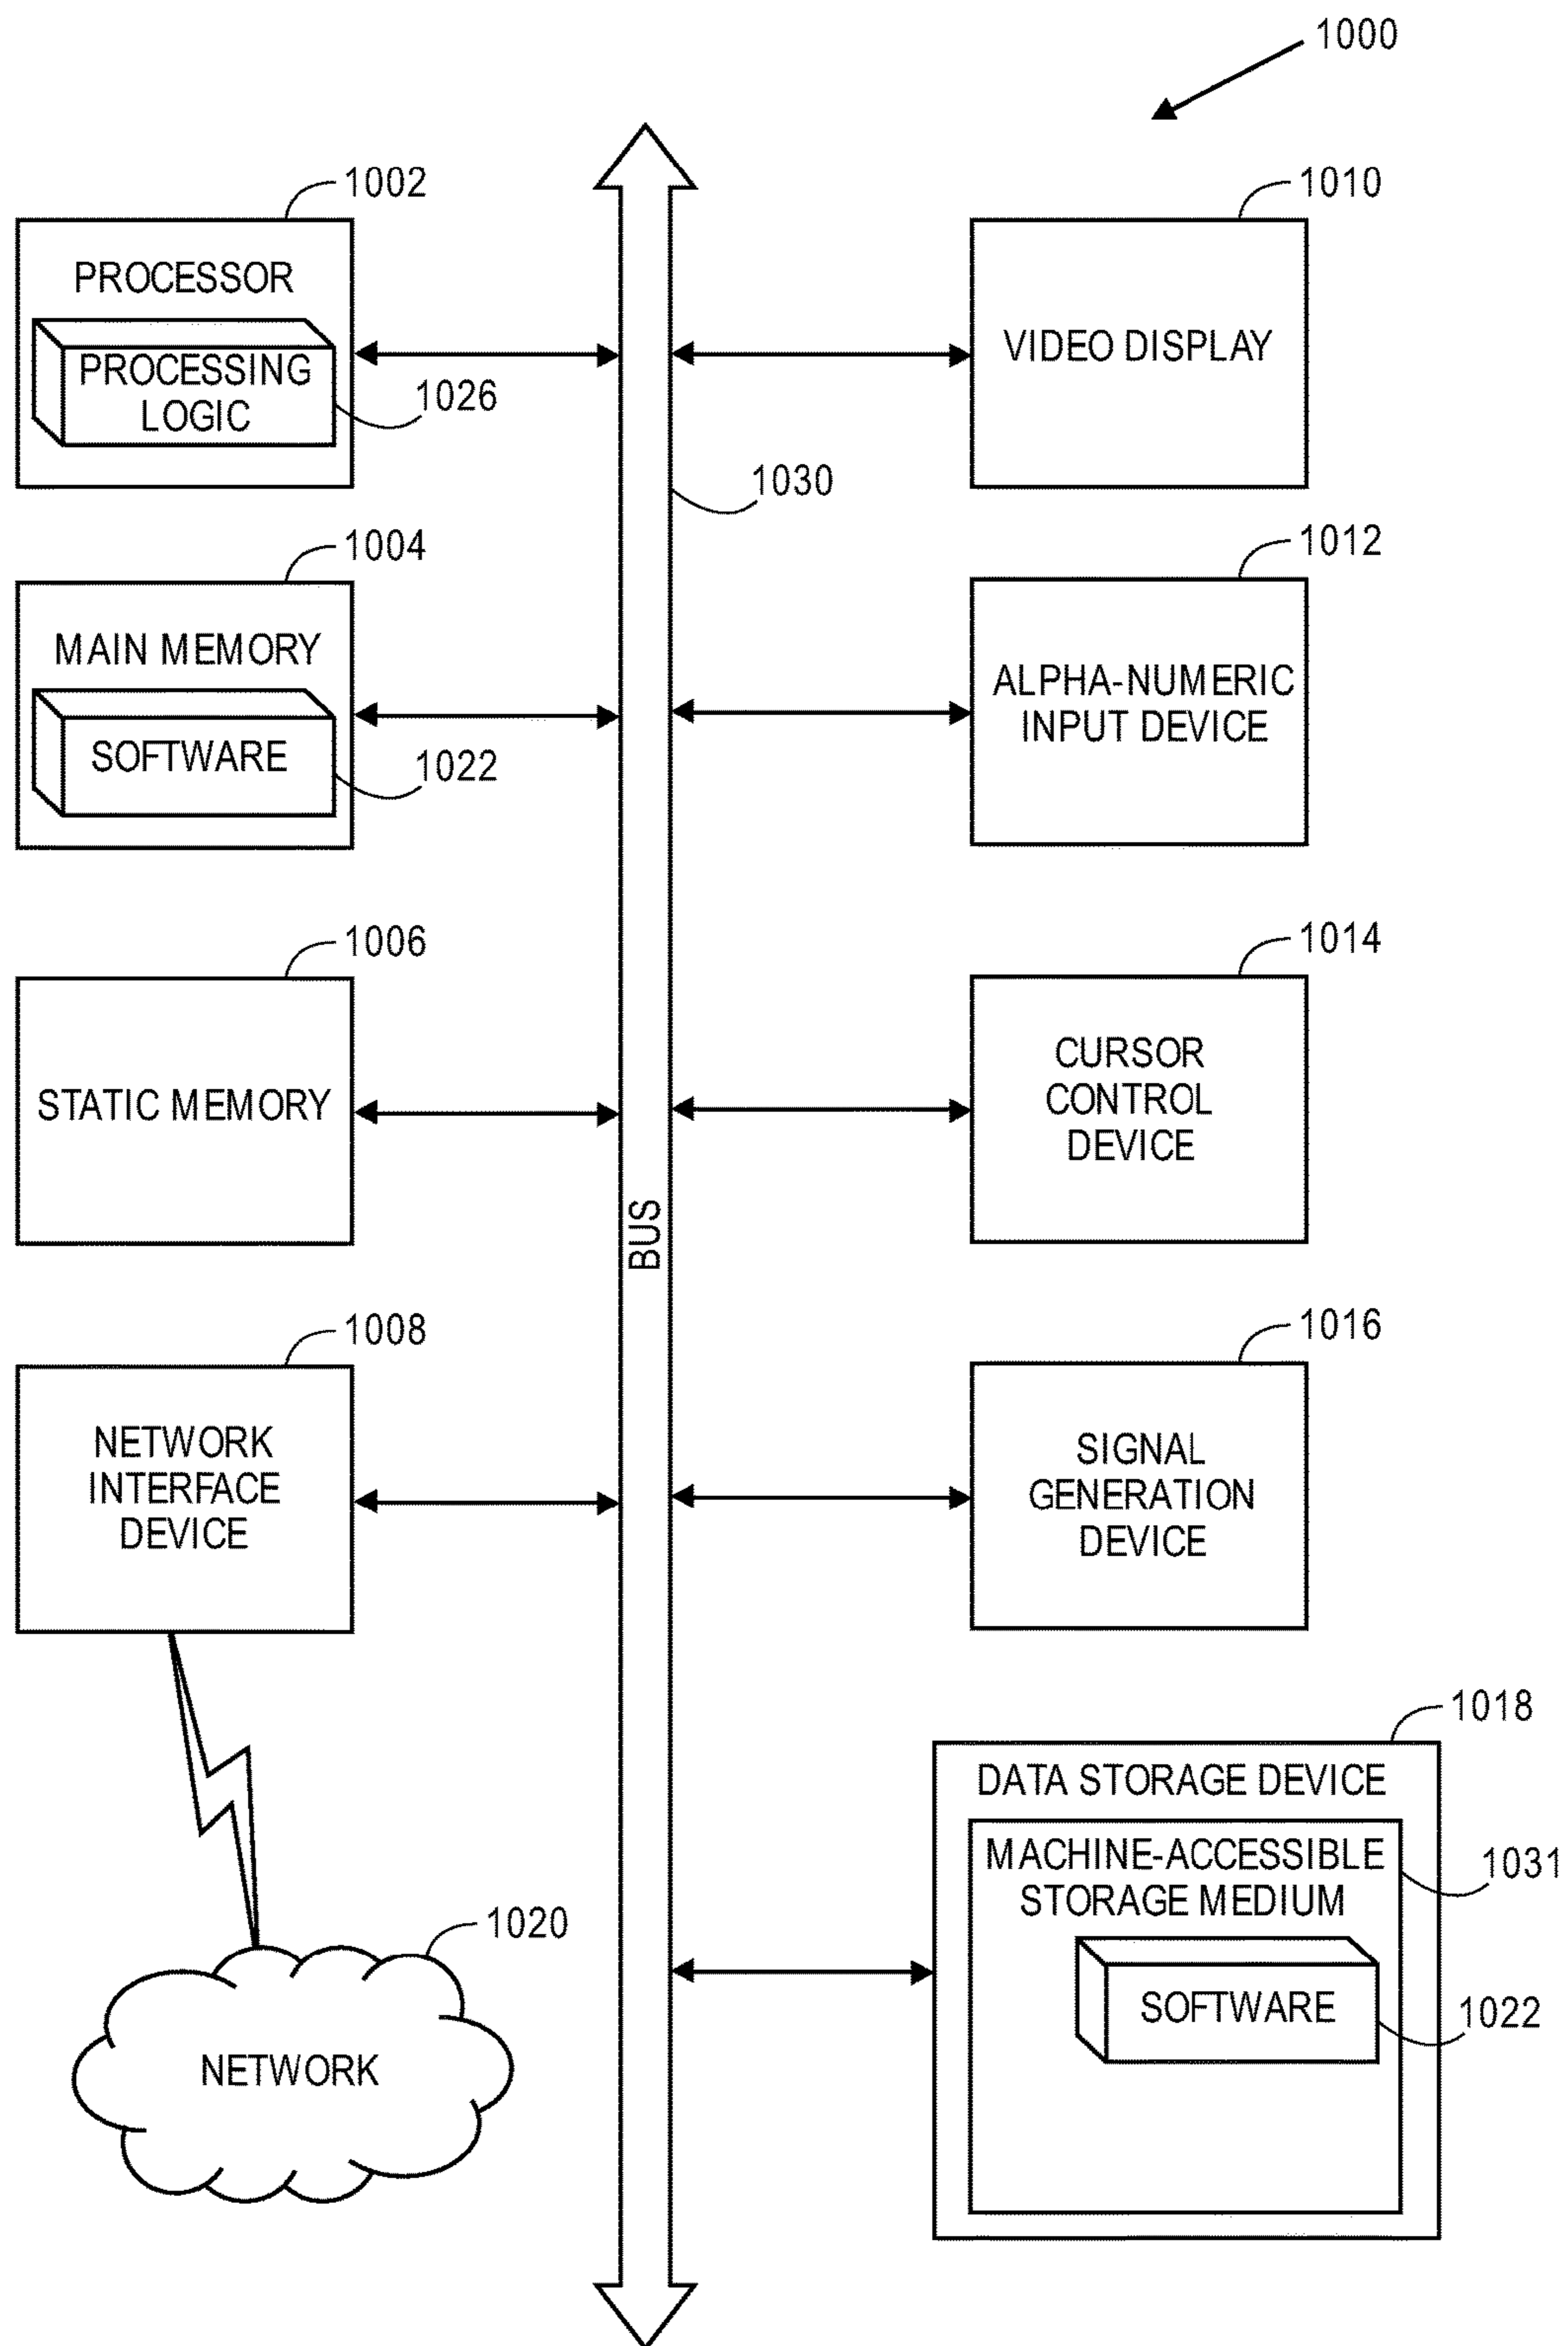 1000
1002
PROCESSOR
PROCESSING
LOGIC
1026
1004
MAIN MEMORY
SOFTWARE
1022
1006
STATIC MEMORY
1008
NETWORK
INTERFACE
DEVICE
1020
NETWORK
BUS
1030
1010
VIDEO DISPLAY
1012
ALPHA-NUMERIC
INPUT DEVICE
1014
CURSOR
CONTROL
DEVICE
1016
SIGNAL
GENERATION
DEVICE
1018
DATA STORAGE DEVICE
MACHINE-ACCESSIBLE
STORAGE MEDIUM
1031
SOFTWARE
1022